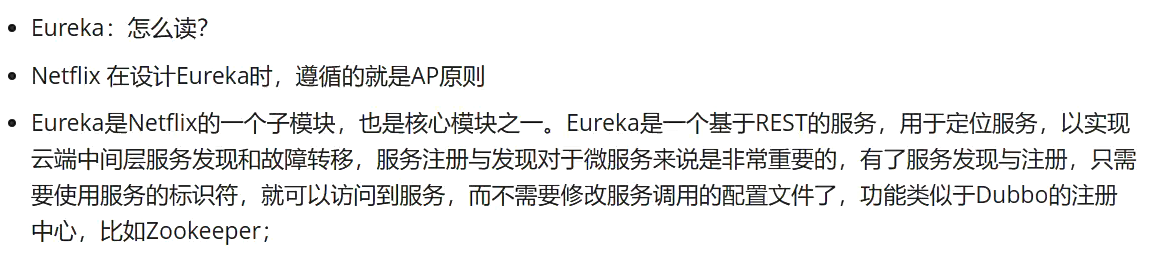 Eureka：怎么读？
Netflix 在设计Eureka时，遵循的就是AP原则
Eureka是Netflix的一个子模块，也是核心模块之一。Eureka是一个基于REST的服务，用于定位服务，以实现
云端中间层服务发现和故障转移，服务注册与发现对于微服务来说是非常重要的，有了服务发现与注册，只需
要使用服务的标识符，就可以访问到服务，而不需要修改服务调用的配置文件了，功能类似于Dubbo的注册
中心，比如Zookeeper；